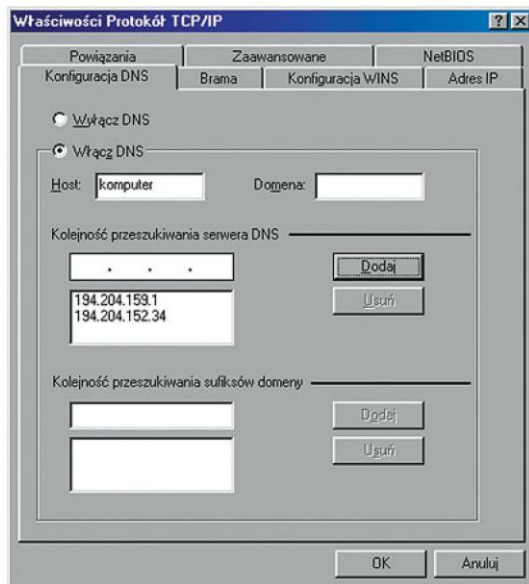 Właściwości Protokół TCP/IP
Powiązania Zaawansowane NetBIOS
Konfiguracja DNS Brama Konfiguracja WINS Adres IP
Wyłącz DNS
Włącz DNS
Host: komputer Domena:
Kolejność przeszukiwania serwera DNS
. . . Dodaj
194.204.159.1 Usuń
194.204.152.34
Kolejność przeszukiwania sufiksów domeny
Dodaj
Usuń
OK Anuluj